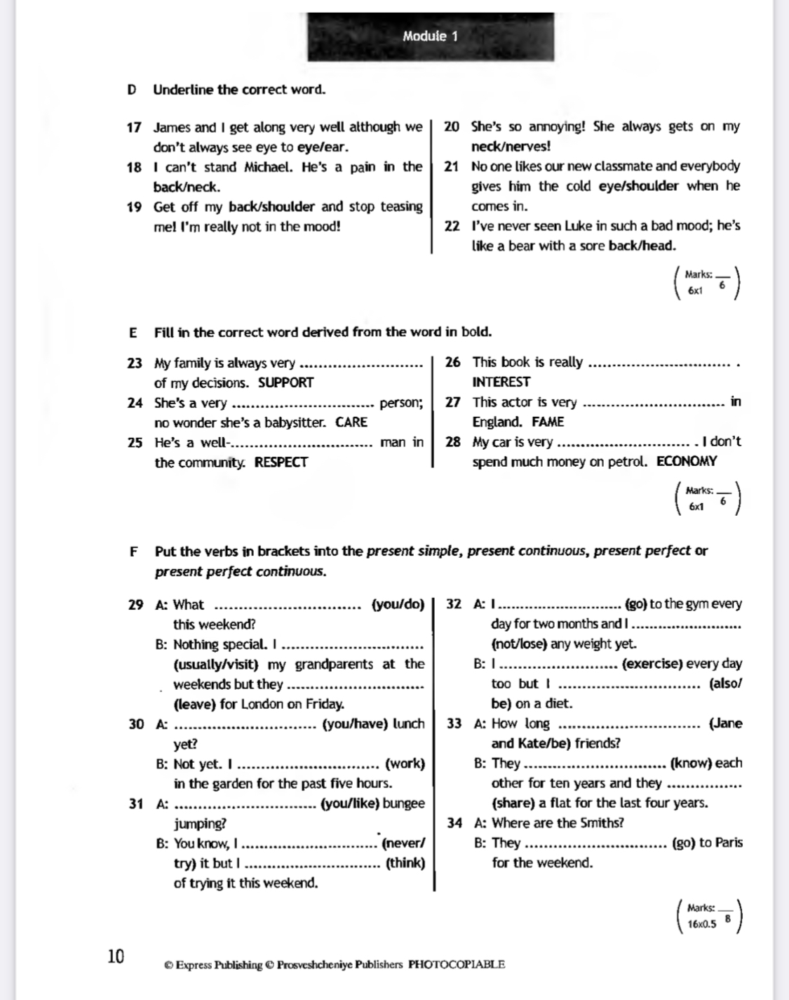 Module 1
D Underline the correct word.
17 James and I get along very well although we
don't always see eye to eye/ear.
18 I can't stand Michael. He's a pain in the
back/neck.
19 Get off my back/shoulder and stop teasing
me! I'm really not in the mood!
20 She's so annoying! She always gets on my
neck/nerves!
21 No one likes our new classmate and everybody
gives him the cold eye/shoulder when he
comes in.
22 I've never seen Luke in such a bad mood; he's
like a bear with a sore back/head.
Marks: __
6x1 6
E Fill in the correct word derived from the word in bold.
23 My family is always very ..........................
of my decisions. SUPPORT
24 She's a very .............................. person;
no wonder she's a babysitter. CARE
25 He's a well-.............................. man in
the community. RESPECT
26 This book is really .............................. .
INTEREST
27 This actor is very .............................. in
England. FAME
28 My car is very ............................ . I don't
spend much money on petrol. ECONOMY
Marks: __
6x1 6
F Put the verbs in brackets into the present simple, present continuous, present perfect or
present perfect continuous.
29 A: What .............................. (you/do)
this weekend?
B: Nothing special. I ..............................
(usually/visit) my grandparents at the
weekends but they ............................
(leave) for London on Friday.
30 A: .............................. (you/have) lunch
yet?
B: Not yet. I .............................. (work)
in the garden for the past five hours.
31 A: .............................. (you/like) bungee
jumping?
B: You know, I ............................ (never/
try) it but I ............................ (think)
of trying it this weekend.
32 A: I .......................... (go) to the gym every
day for two months and I .......................
(not/lose) any weight yet.
B: I ......................... (exercise) every day
too but I .............................. (also/
be) on a diet.
33 A: How long .............................. (Jane
and Kate/be) friends?
B: They .............................. (know) each
other for ten years and they ................
(share) a flat for the last four years.
34 A: Where are the Smiths?
B: They .............................. (go) to Paris
for the weekend.
Marks: __
16x0.5 8
10
© Express Publishing © Prosveshcheniye Publishers PHOTOCOPIABLE